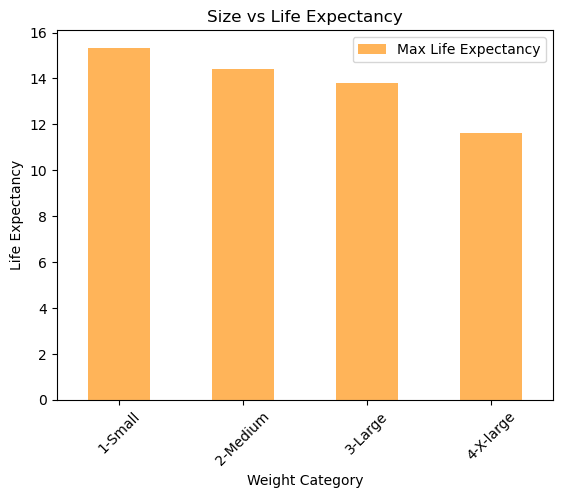 Size vs Life Expectancy
Max Life Expectancy
Life Expectancy
16
14
12
10
8
6
4
2
0
1-Small
2-Medium
3-Large
4-X-large
Weight Category